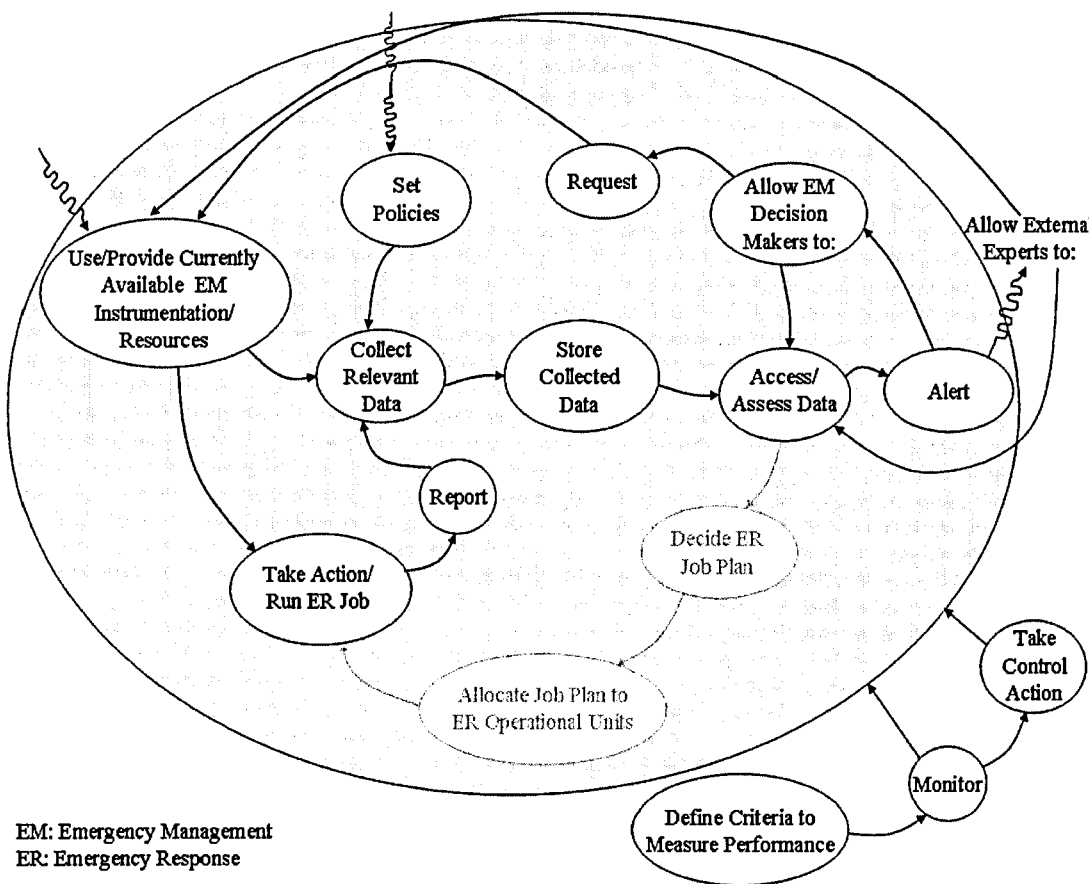 Set
Policies
Request
Allow EM
Decision
Makers to:
Allow External
Experts to:
Use/Provide Currently
Available EM
Instrumentation/
Resources
Collect
Relevant
Data
Store
Collected
Data
Access/
Assess Data
Alert
Report
Decide ER
Job Plan
Take Action/
Run ER Job
Allocate Job Plan to
ER Operational Units
Take
Control
Action
Monitor
Define Criteria to
Measure Performance
EM: Emergency Management
ER: Emergency Response